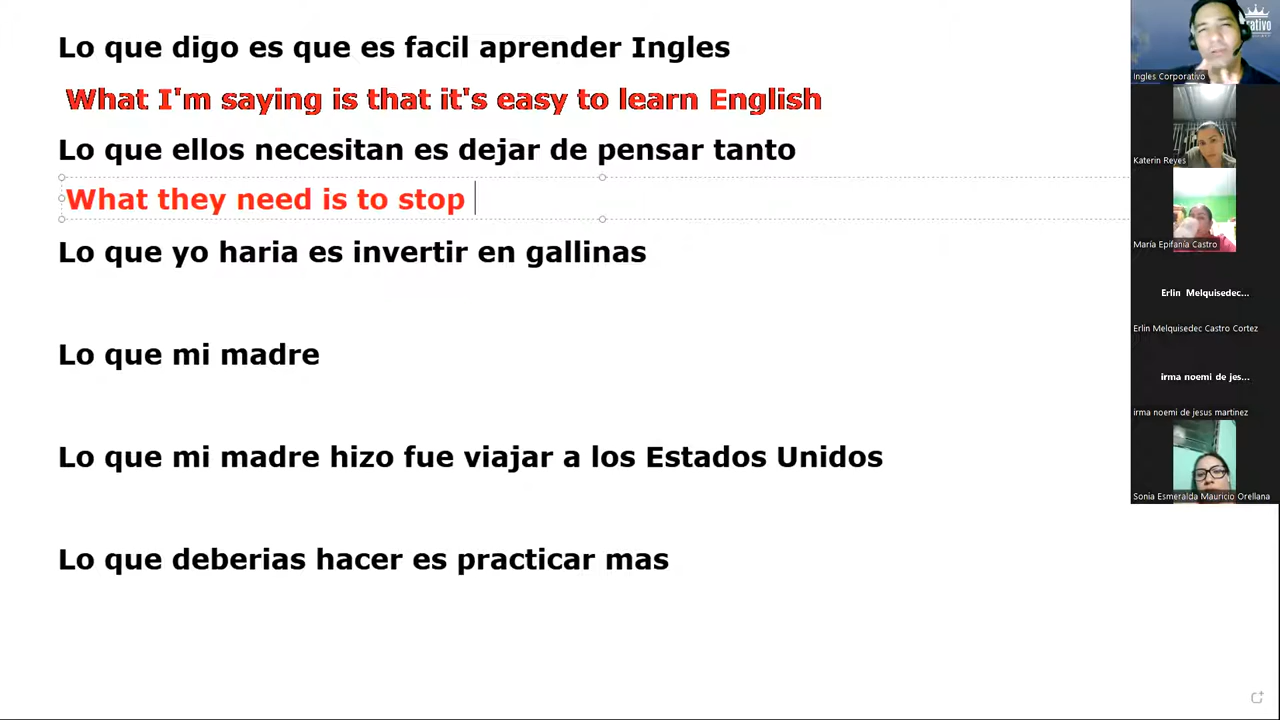 Lo que digo es que es facil aprender Ingles
What I'm saying is that it's easy to learn English
Lo que ellos necesitan es dejar de pensar tanto
What they need is to stop
Lo que yo haria es invertir en gallinas
Lo que mi madre
Lo que mi madre hizo fue viajar a los Estados Unidos
Lo que deberias hacer es practicar mas
Ingles Corporativo
Katerin Reyes
María Epifanía Castro
Erlin Melquisedec...
Erlin Melquisedec Castro Cortez
irma noemi de jes...
irma noemi de jesus martinez
Sonia Esmeralda Mauricio Orellana